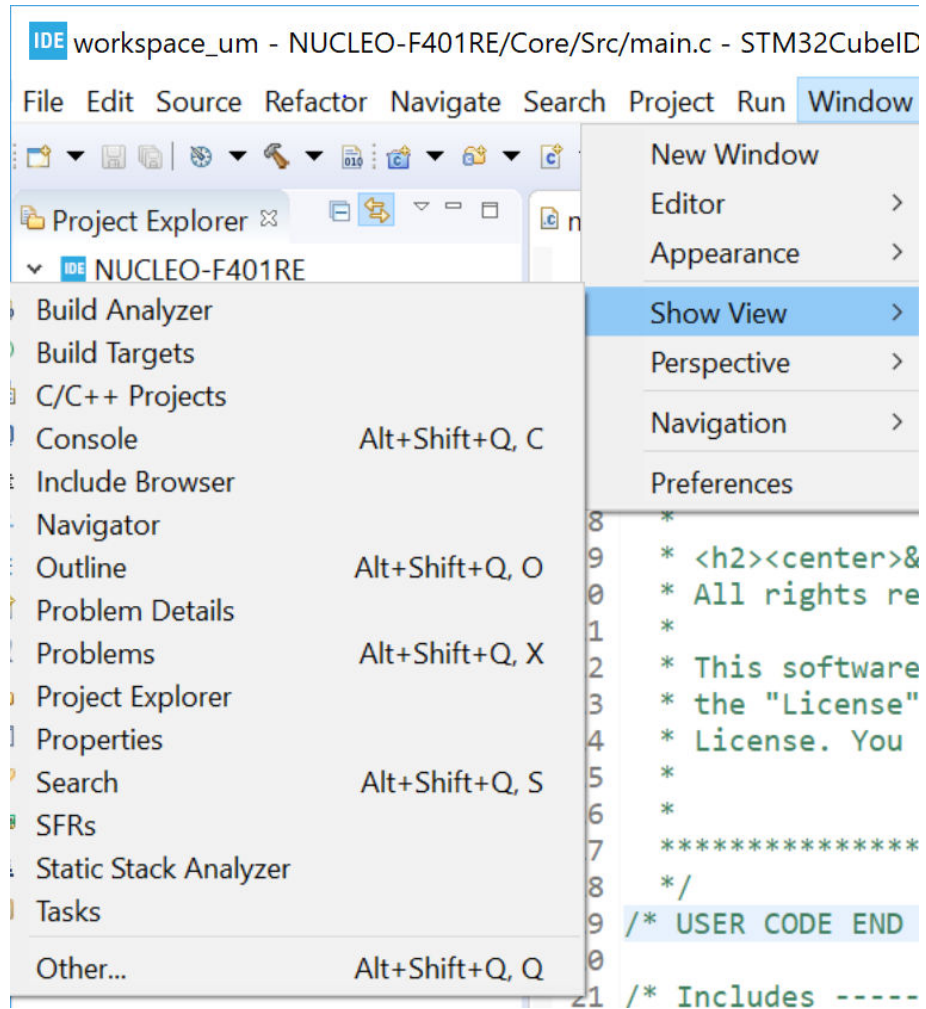 IDE workspace_um - NUCLEO-F401RE/Core/Src/main.c - STM32CubeID
File Edit Source Refactor Navigate Search Project Run Window
010
New Window
Editor
Appearance
Show View
Perspective
Navigation
Preferences
Project Explorer
IDE NUCLEO-F401RE
Build Analyzer
Build Targets
C/C++ Projects
Console Alt+Shift+Q, C
Include Browser
Navigator
Outline Alt+Shift+Q, O
Problem Details
Problems Alt+Shift+Q, X
Project Explorer
Properties
Search Alt+Shift+Q, S
SFRs
Static Stack Analyzer
Tasks
Other... Alt+Shift+Q, Q
8 *
9 * <h2><center>&
0 * All rights re
1 *
2 * This software
3 * the "License"
4 * License. You
5 *
6 *
7 ***************
8 */
9 /* USER CODE END
0
21 /* Includes -----